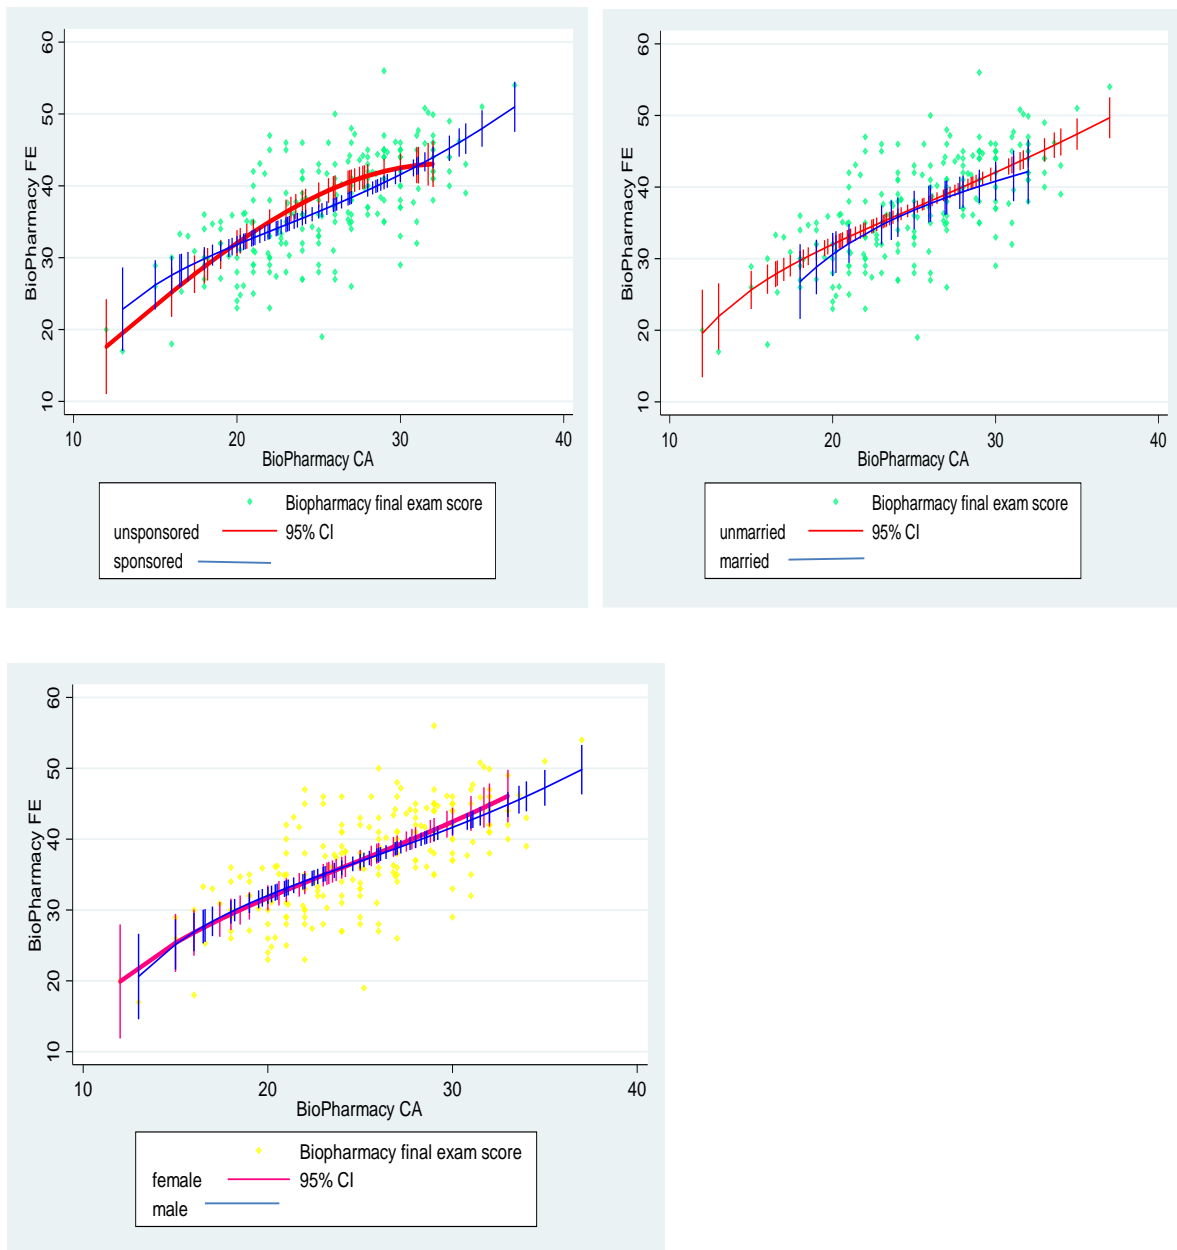 60
50
40
30
20
10
BioPharmacy FE
10 20 30 40
BioPharmacy CA
Biopharmacy final exam score
unsponsored 95% CI
sponsored
60
50
40
30
20
10
BioPharmacy FE
10 20 30 40
BioPharmacy CA
Biopharmacy final exam score
unmarried 95% CI
married
60
50
40
30
20
10
BioPharmacy FE
10 20 30 40
BioPharmacy CA
Biopharmacy final exam score
female 95% CI
male